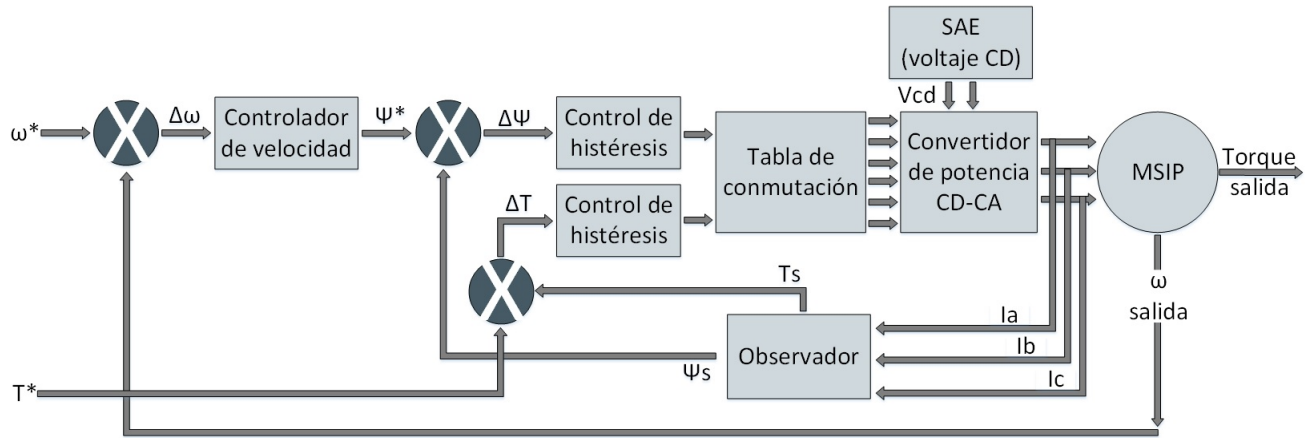 SAE
(voltaje CD)
Vcd
ω*
Δω
Controlador
de velocidad
Ψ*
ΔΨ
Control de
histéresis
Tabla de
conmutación
Convertidor
de potencia
CD-CA
MSIP
Torque
salida
ΔT
Control de
histéresis
Ts
ω
salida
Observador
Ia
Ib
Ic
Ψs
T*